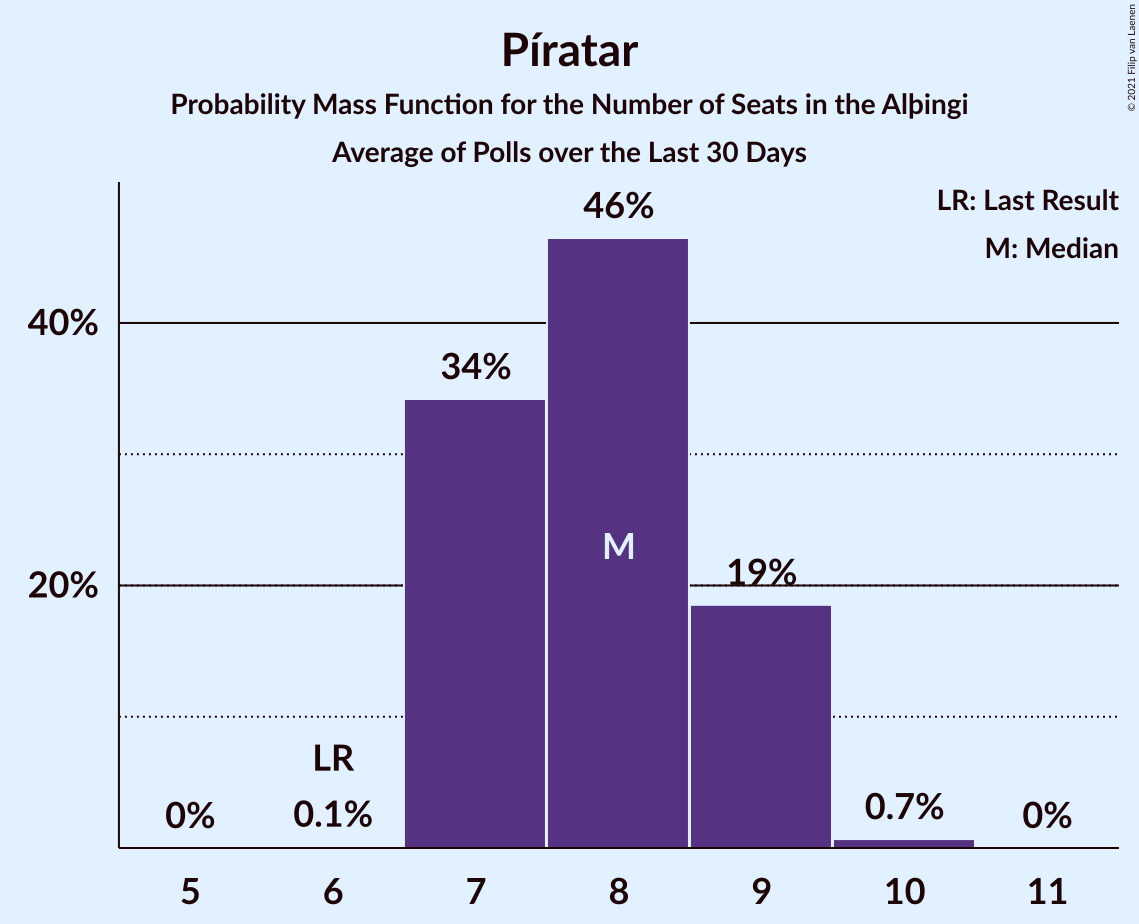 Píratar
Probability Mass Function for the Number of Seats in the Alþingi
Average of Polls over the Last 30 Days
© 2021 Filip van Laenen
LR: Last Result
M: Median
46%
40%
34%
M
19%
20%
LR
0%
0.1%
0.7%
0%
5 6 7 8 9 10 11